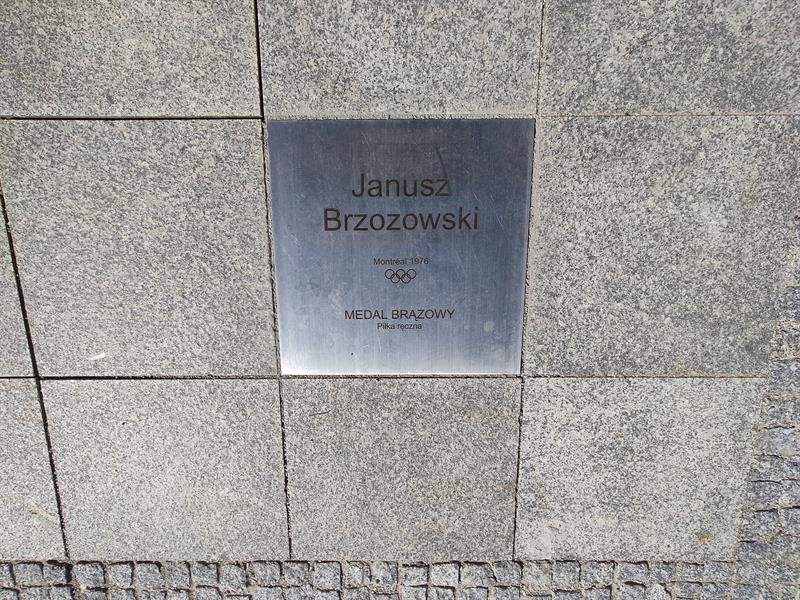 Janusz
Brzozowski
Montreal 1976
MEDAL BRĄZOWY
Piłka ręczna